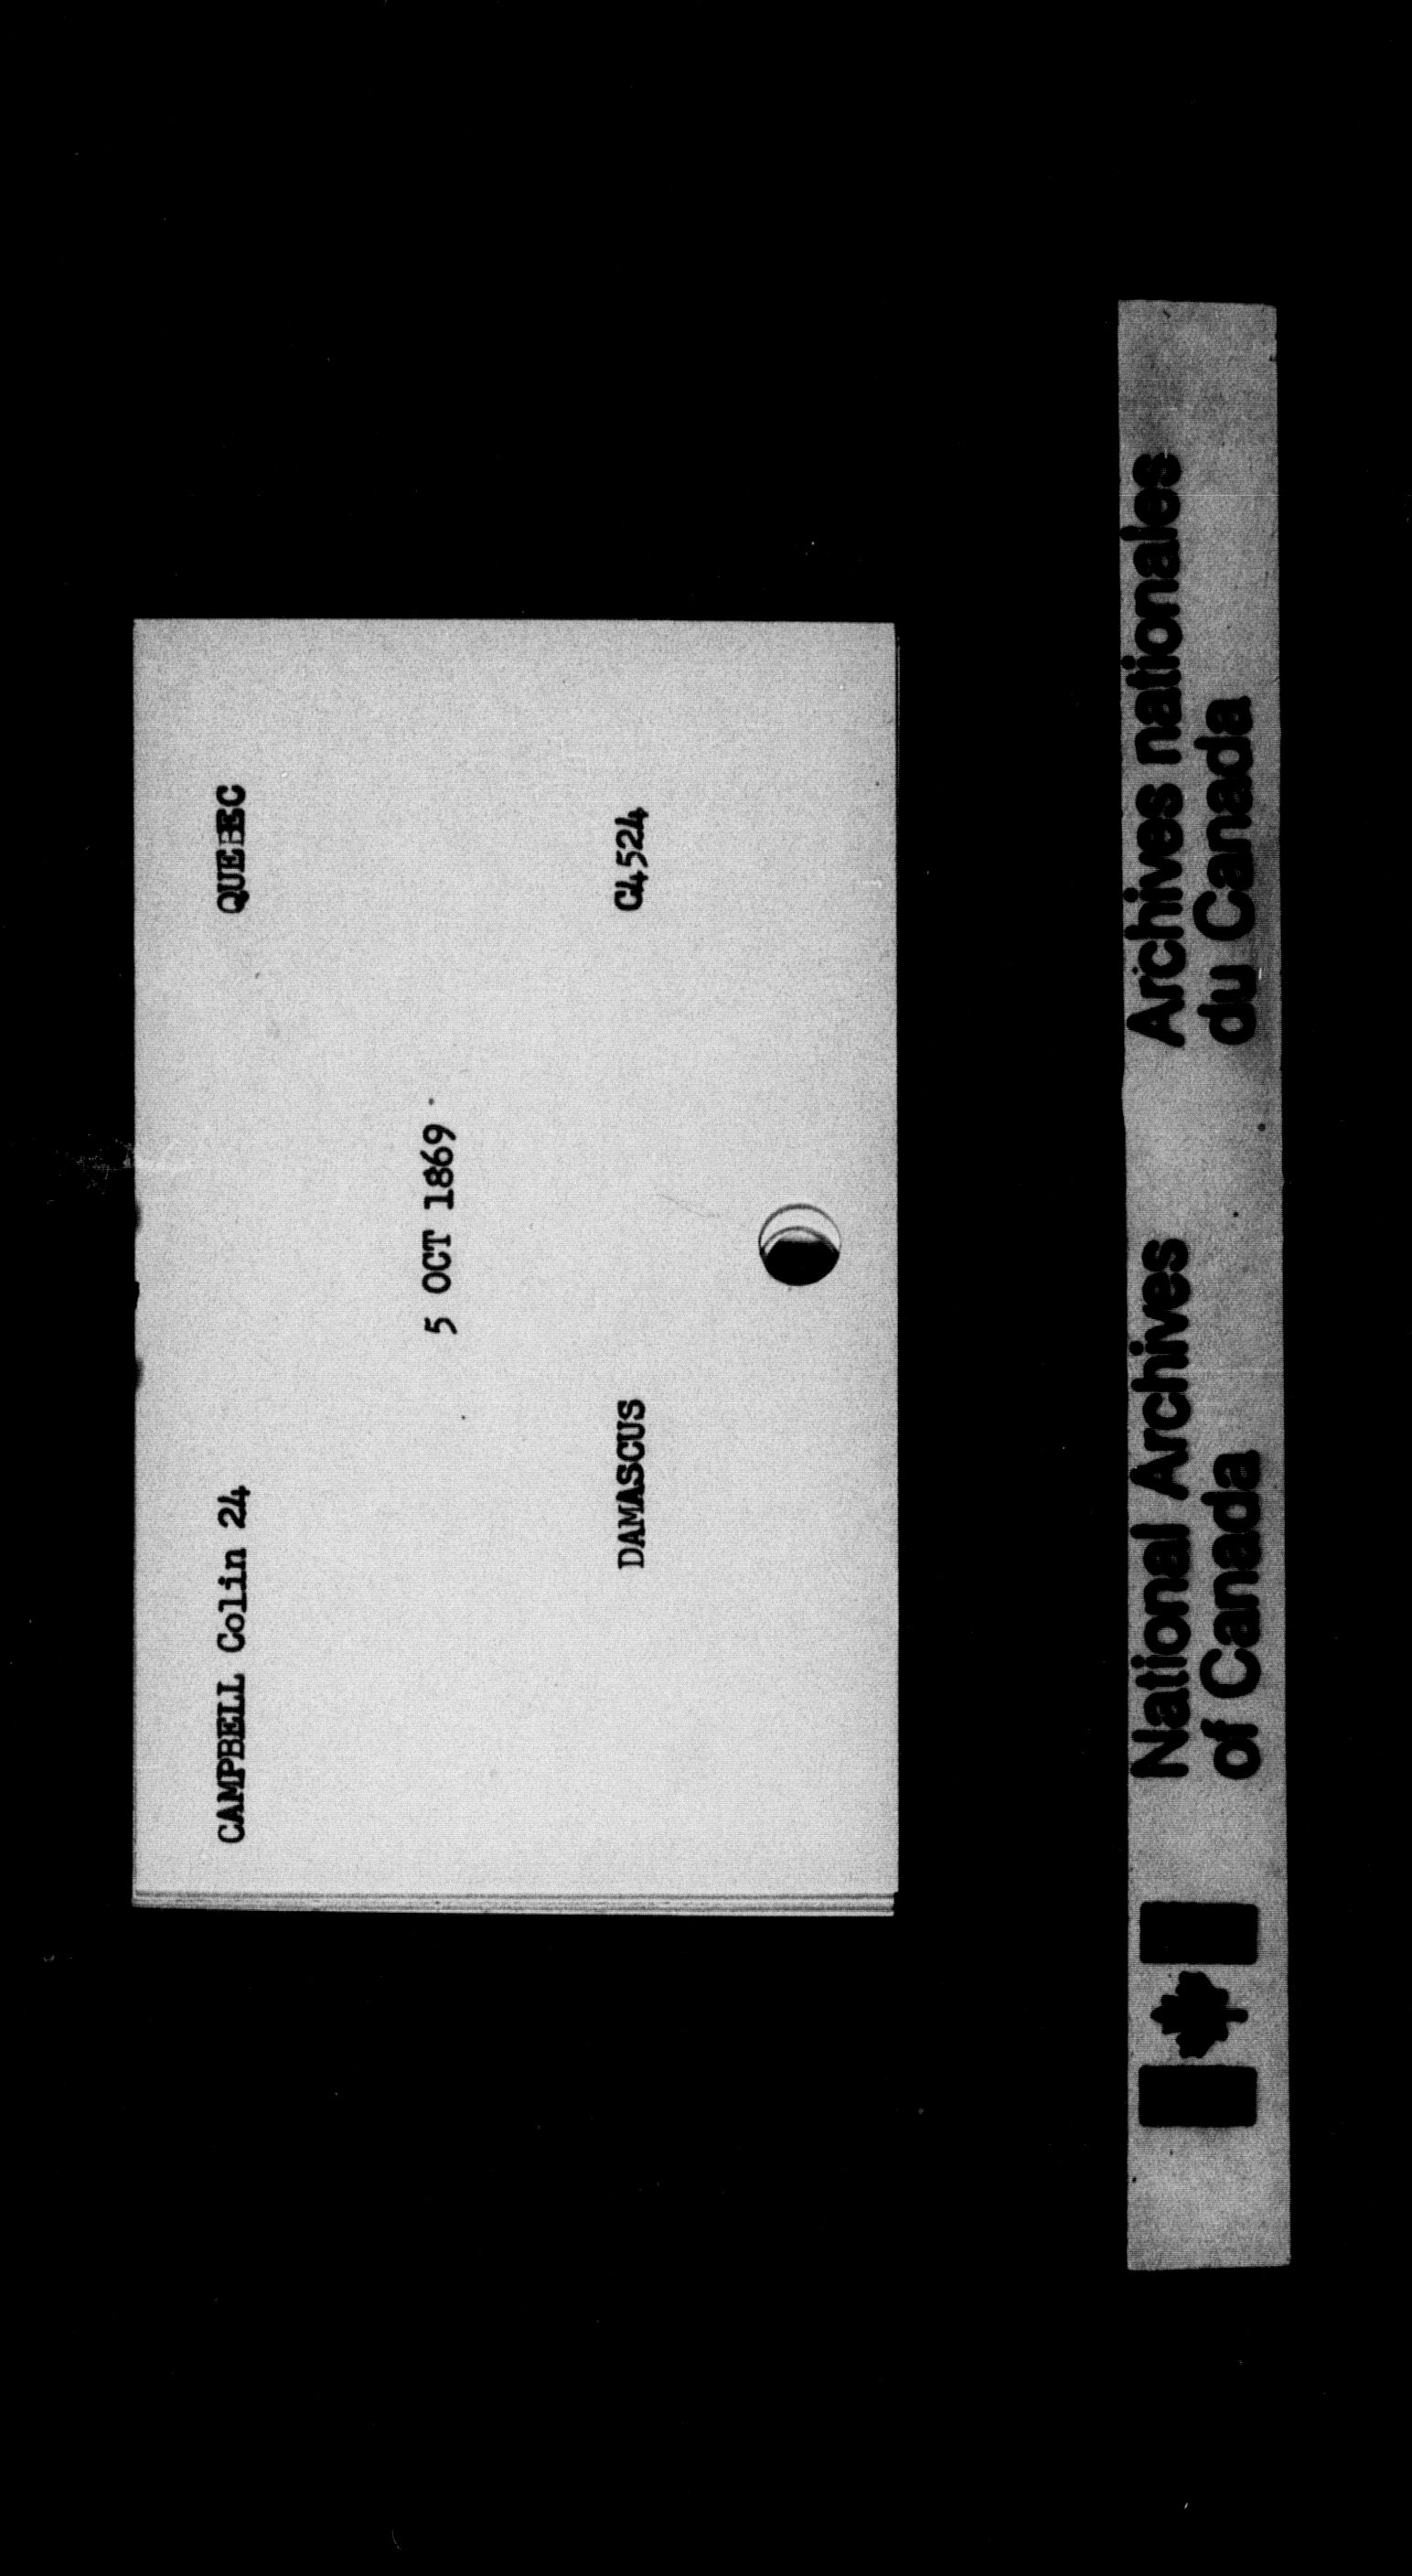 CAMPBELL Colin 24 QUEBEC
5 OCT 1869
DAMASCUS C4524
National Archives
of Canada
Archives nationales
du Canada